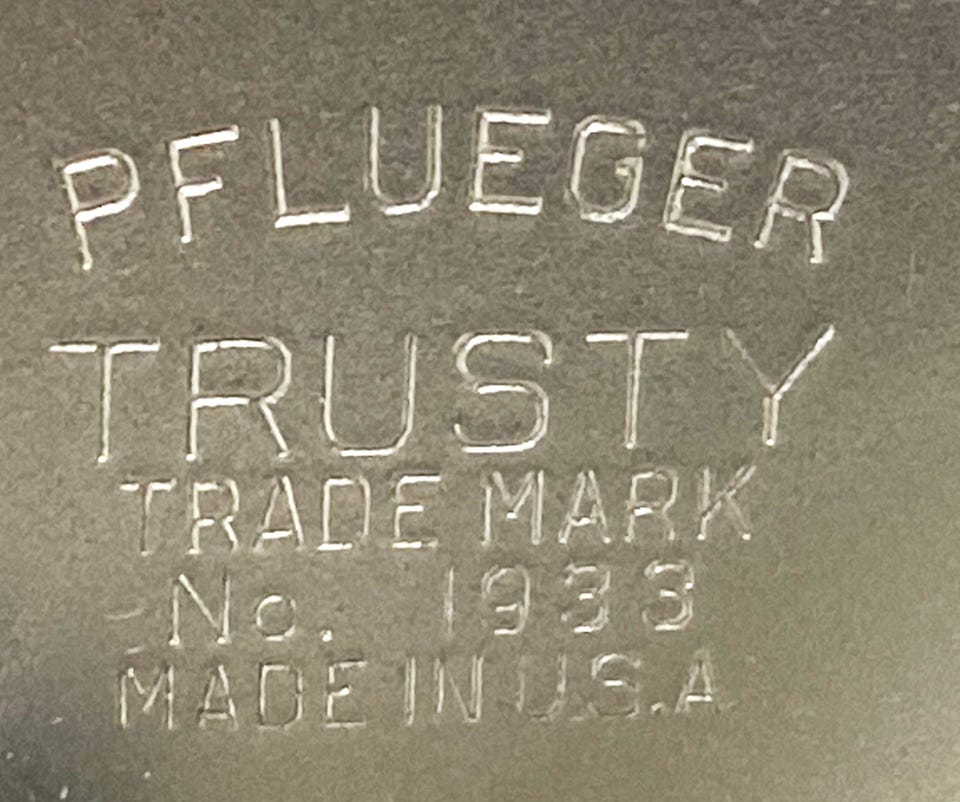 PFLUEGER
TRUSTY
TRADE MARK
No. 1933
MADE IN U.S.A